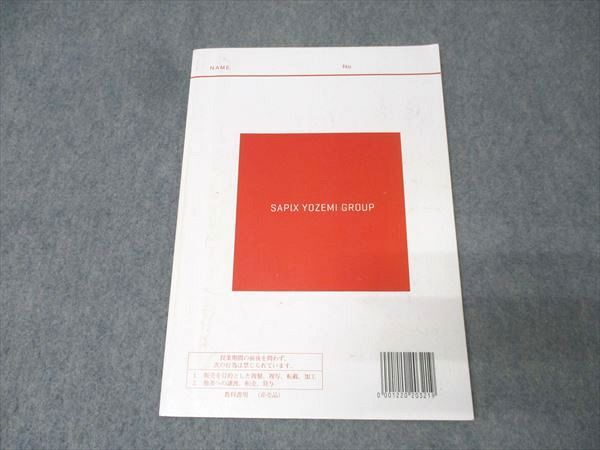 NAME No
SAPIX YOZEMI GROUP
授業期間の前後を問わず、
次の行為は禁じられています。
1. 販売を目的とした複製、複写、転載、加工
2. 他者への譲渡、転売、貸与
教科書用 (非売品)
0001220203219